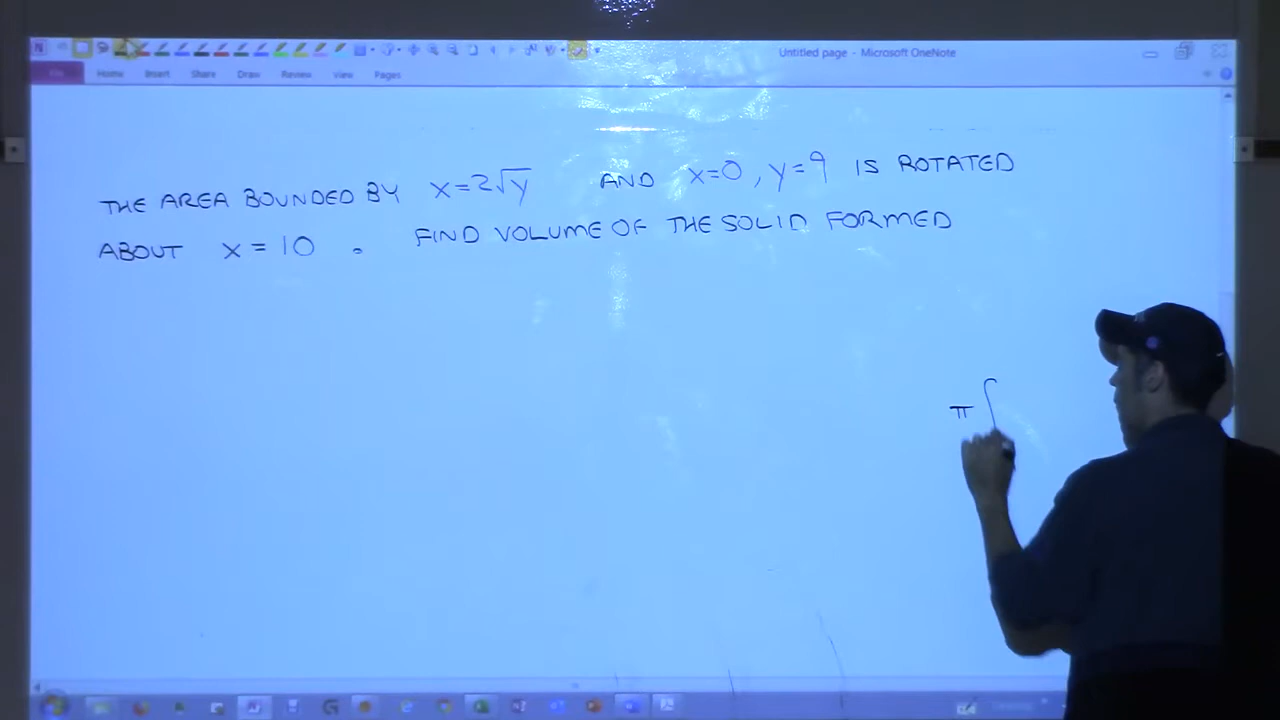 Untitled page - Microsoft OneNote
File Home Insert Share Draw Review View Pages
THE AREA BOUNDED BY x=2√y AND x=0, y=9 IS ROTATED
ABOUT x=10. FIND VOLUME OF THE SOLID FORMED
π∫